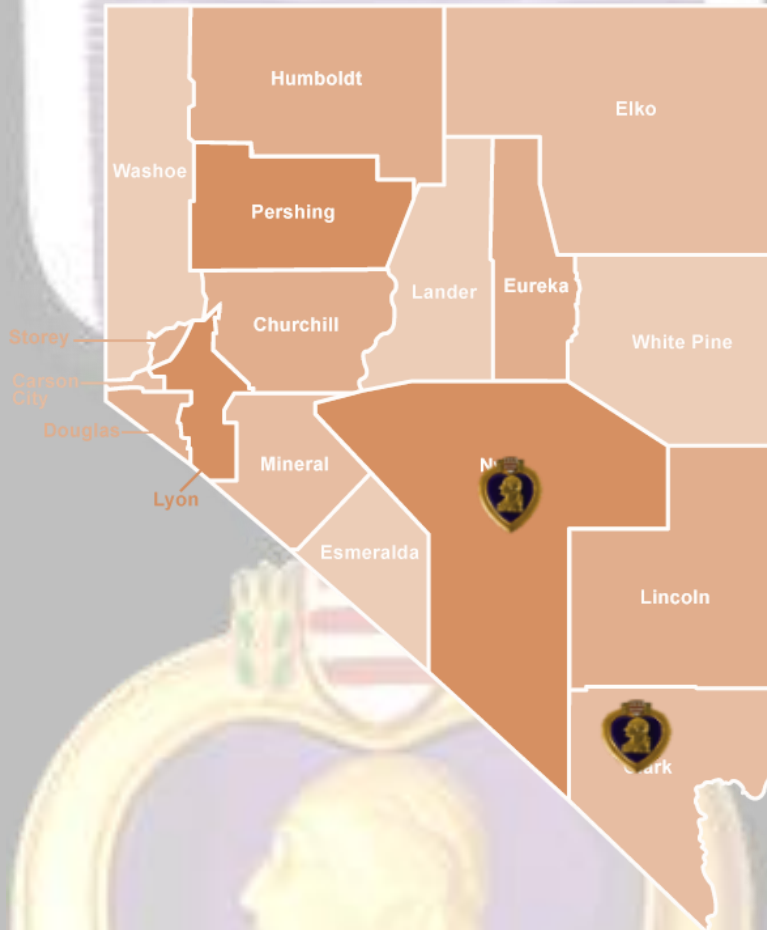 Humboldt
Elko
Washoe
Pershing
Eureka
Lander
Churchill
Storey
White Pine
Carson
City
Douglas
Mineral
Lyon
Esmeralda
Lincoln